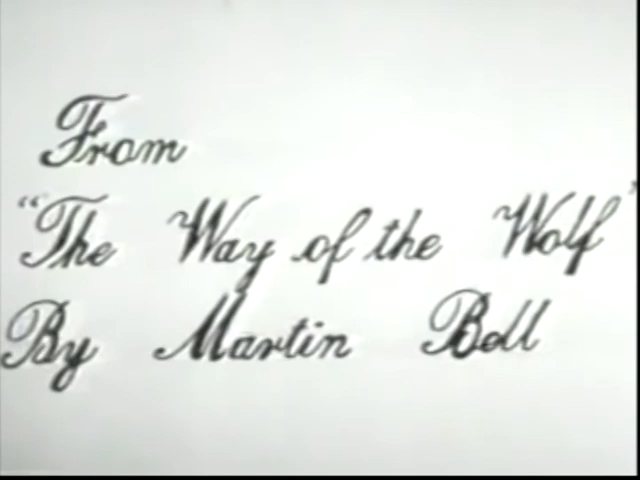 From
"The Way of the Wolf"
By Martin Bell